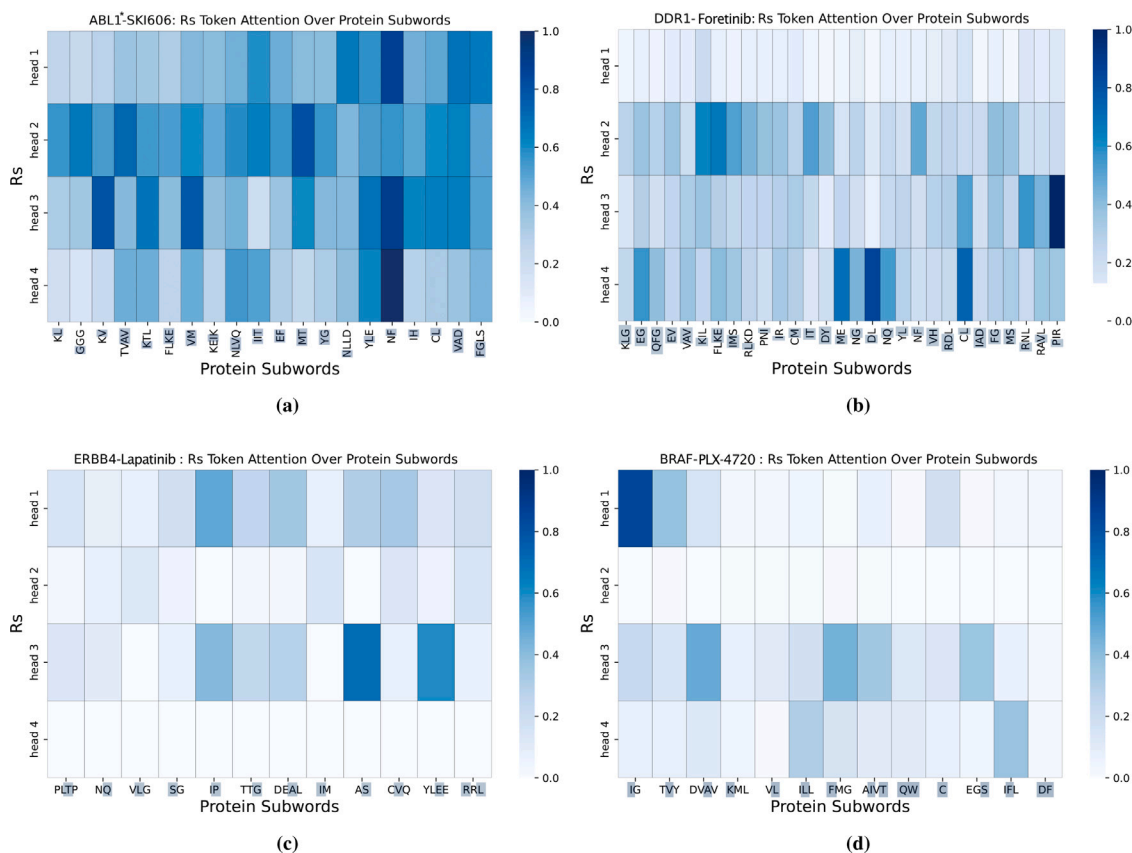 ABL1*-SKI606: Rs Token Attention Over Protein Subwords
Rs
head 1
head 2
head 3
head 4
1.0
0.8
0.6
0.4
0.2
0.0
KL GGG KV TVAV KTL FLKE VM KEIK NLVQ IIT EF MT YG NLLD YLE NF IH CL VAD FGLS
Protein Subwords
(a)
DDR1-Foretinib: Rs Token Attention Over Protein Subwords
Rs
head 1
head 2
head 3
head 4
1.0
0.8
0.6
0.4
0.2
KLG EG QFG EV VAV KIL FLKE IMS RLKD PNJ IR CM IT DY ME NG DL NQ YL NF VH RDL CL IAD FG MS RNL RAVL PIR
Protein Subwords
(b)
ERBB4-Lapatinib : Rs Token Attention Over Protein Subwords
Rs
head 1
head 2
head 3
head 4
1.0
0.8
0.6
0.4
0.2
0.0
PLTP NQ VLG SG IP TTG DEAL IM AS CVQ YLEE RRL
Protein Subwords
(c)
BRAF-PLX-4720 : Rs Token Attention Over Protein Subwords
Rs
head 1
head 2
head 3
head 4
1.0
0.8
0.6
0.4
0.2
0.0
IG TVY DVAV KML VL ILL FMG AIVT QW C EGS IFL DF
Protein Subwords
(d)